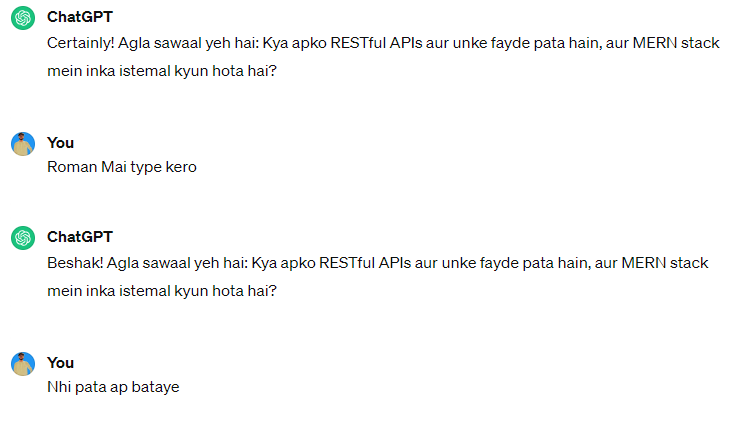 ChatGPT
Certainly! Agla sawaal yeh hai: Kya apko RESTful APIs aur unke fayde pata hain, aur MERN stack
mein inka istemal kyun hota hai?
You
Roman Mai type kero
ChatGPT
Beshak! Agla sawaal yeh hai: Kya apko RESTful APIs aur unke fayde pata hain, aur MERN stack
mein inka istemal kyun hota hai?
You
Nhi pata ap bataye